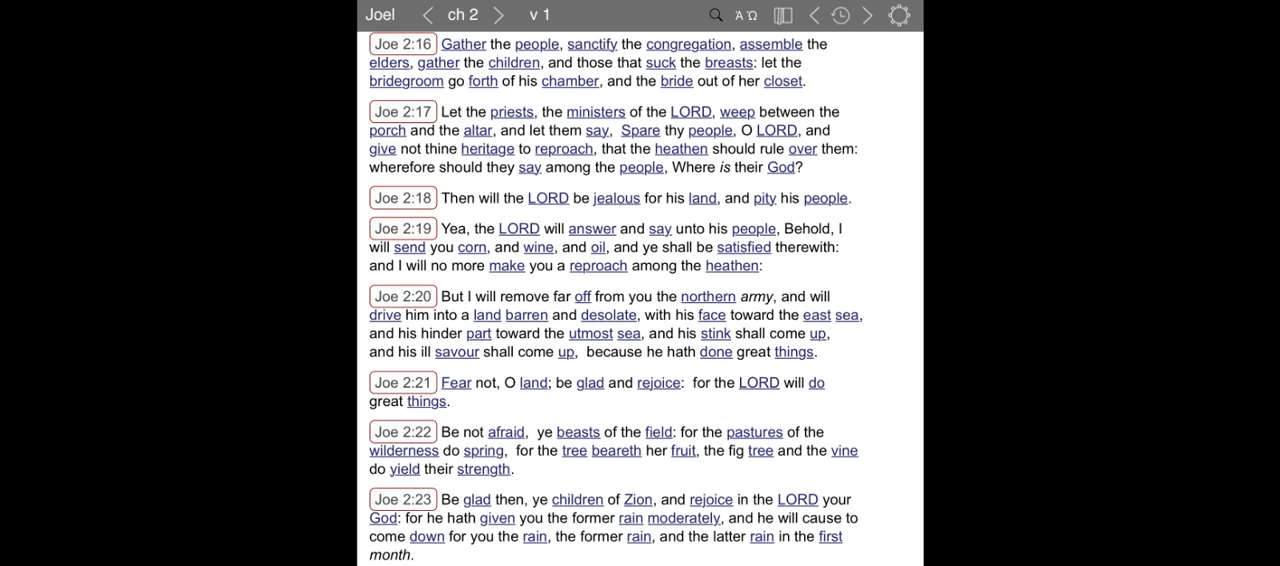 Joel ch 2 v 1 ΆΏ
Joe 2:16 Gather the people, sanctify the congregation, assemble the
elders, gather the children, and those that suck the breasts: let the
bridegroom go forth of his chamber, and the bride out of her closet.
Joe 2:17 Let the priests, the ministers of the LORD, weep between the
porch and the altar, and let them say, Spare thy people, O LORD, and
give not thine heritage to reproach, that the heathen should rule over them:
wherefore should they say among the people, Where is their God?
Joe 2:18 Then will the LORD be jealous for his land, and pity his people.
Joe 2:19 Yea, the LORD will answer and say unto his people, Behold, I
will send you corn, and wine, and oil, and ye shall be satisfied therewith:
and I will no more make you a reproach among the heathen:
Joe 2:20 But I will remove far off from you the northern army, and will
drive him into a land barren and desolate, with his face toward the east sea,
and his hinder part toward the utmost sea, and his stink shall come up,
and his ill savour shall come up, because he hath done great things.
Joe 2:21 Fear not, O land; be glad and rejoice: for the LORD will do
great things.
Joe 2:22 Be not afraid, ye beasts of the field: for the pastures of the
wilderness do spring, for the tree beareth her fruit, the fig tree and the vine
do yield their strength.
Joe 2:23 Be glad then, ye children of Zion, and rejoice in the LORD your
God: for he hath given you the former rain moderately, and he will cause to
come down for you the rain, the former rain, and the latter rain in the first
month.